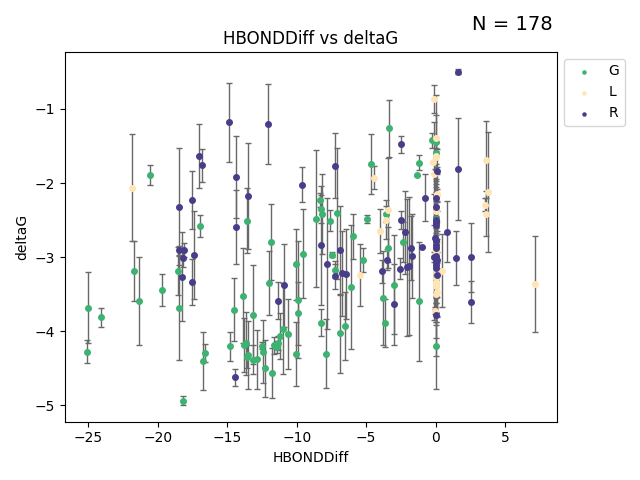 N = 178
HBONDDiff vs deltaG
G
L
R
deltaG
−1
−2
−3
−4
−5
−25
−20
−15
−10
−5
0
5
HBONDDiff